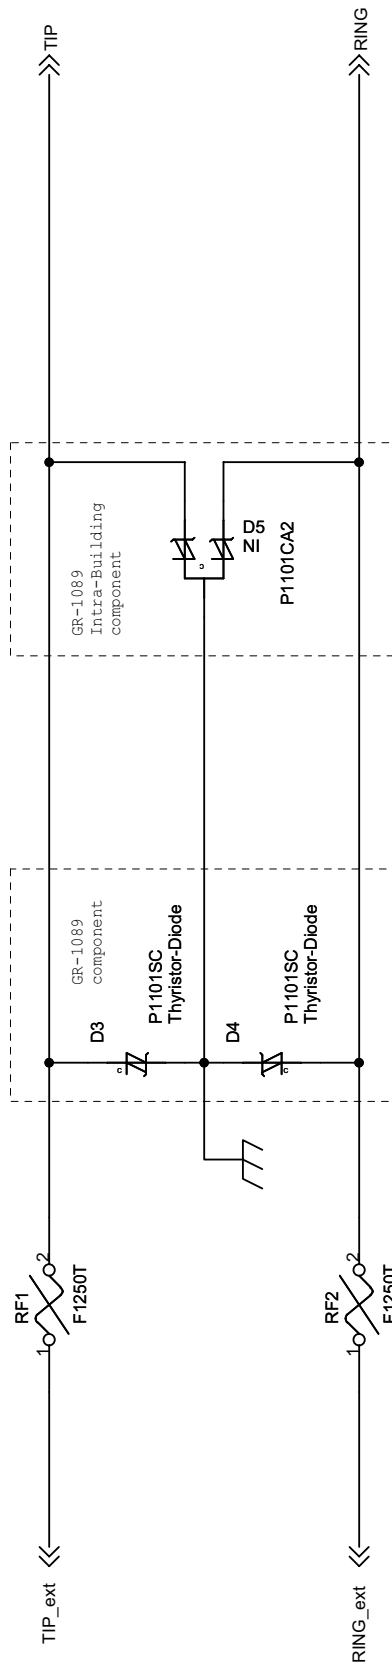 TIP_ext
RING_ext
RF1
1
2
F1250T
RF2
1
2
F1250T
GR-1089
component
D3
c
P1101SC
Thyristor-Diode
D4
c
P1101SC
Thyristor-Diode
GR-1089
Intra-Building
component
c
D5
NI
P1101CA2
TIP
RING